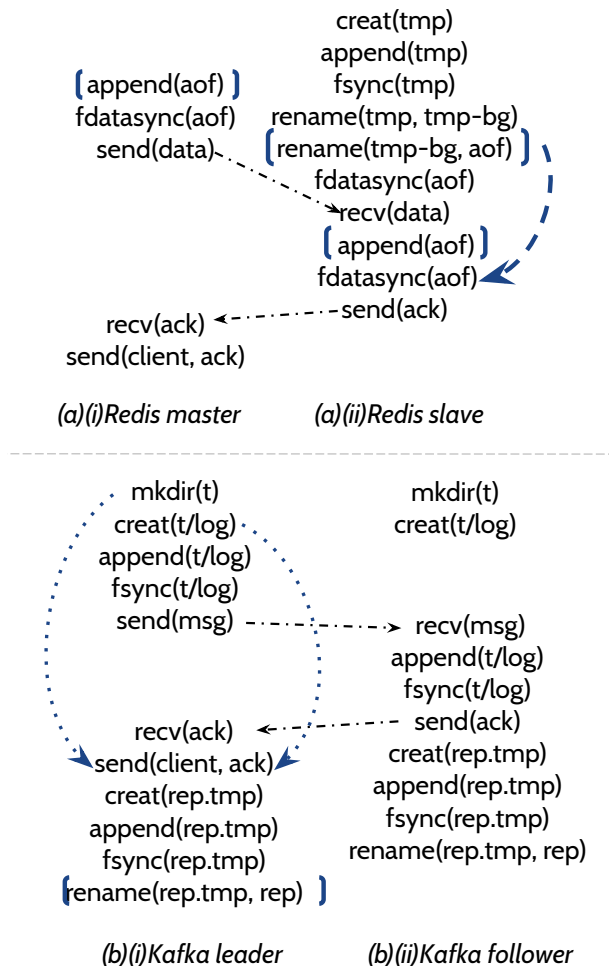 append(aof)
fdatasync(aof)
send(data)
recv(ack)
send(client, ack)
(a)(i)Redis master
creat(tmp)
append(tmp)
fsync(tmp)
rename(tmp, tmp-bg)
rename(tmp-bg, aof)
fdatasync(aof)
recv(data)
append(aof)
fdatasync(aof)
send(ack)
(a)(ii)Redis slave
mkdir(t)
creat(t/log)
append(t/log)
fsync(t/log)
send(msg)
recv(ack)
send(client, ack)
creat(rep.tmp)
append(rep.tmp)
fsync(rep.tmp)
rename(rep.tmp, rep)
(b)(i)Kafka leader
mkdir(t)
creat(t/log)
recv(msg)
append(t/log)
fsync(t/log)
send(ack)
creat(rep.tmp)
append(rep.tmp)
fsync(rep.tmp)
rename(rep.tmp, rep)
(b)(ii)Kafka follower